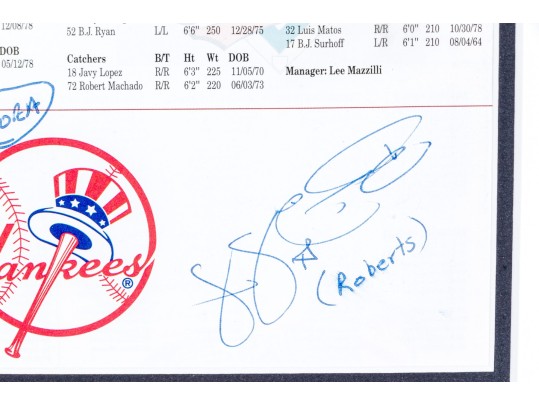 12/08/78
52 B.J. Ryan L/L 6'6" 250 12/28/75
32 Luis Matos R/R 6'0" 210 10/30/78
17 B.J. Surhoff L/R 6'1" 210 08/04/64
DOB
05/12/78
Catchers B/T Ht Wt DOB
18 Javy Lopez R/R 6'3" 225 11/05/70
72 Robert Machado R/R 6'2" 220 06/03/73
Manager: Lee Mazzilli
Yankees®
(Roberts)